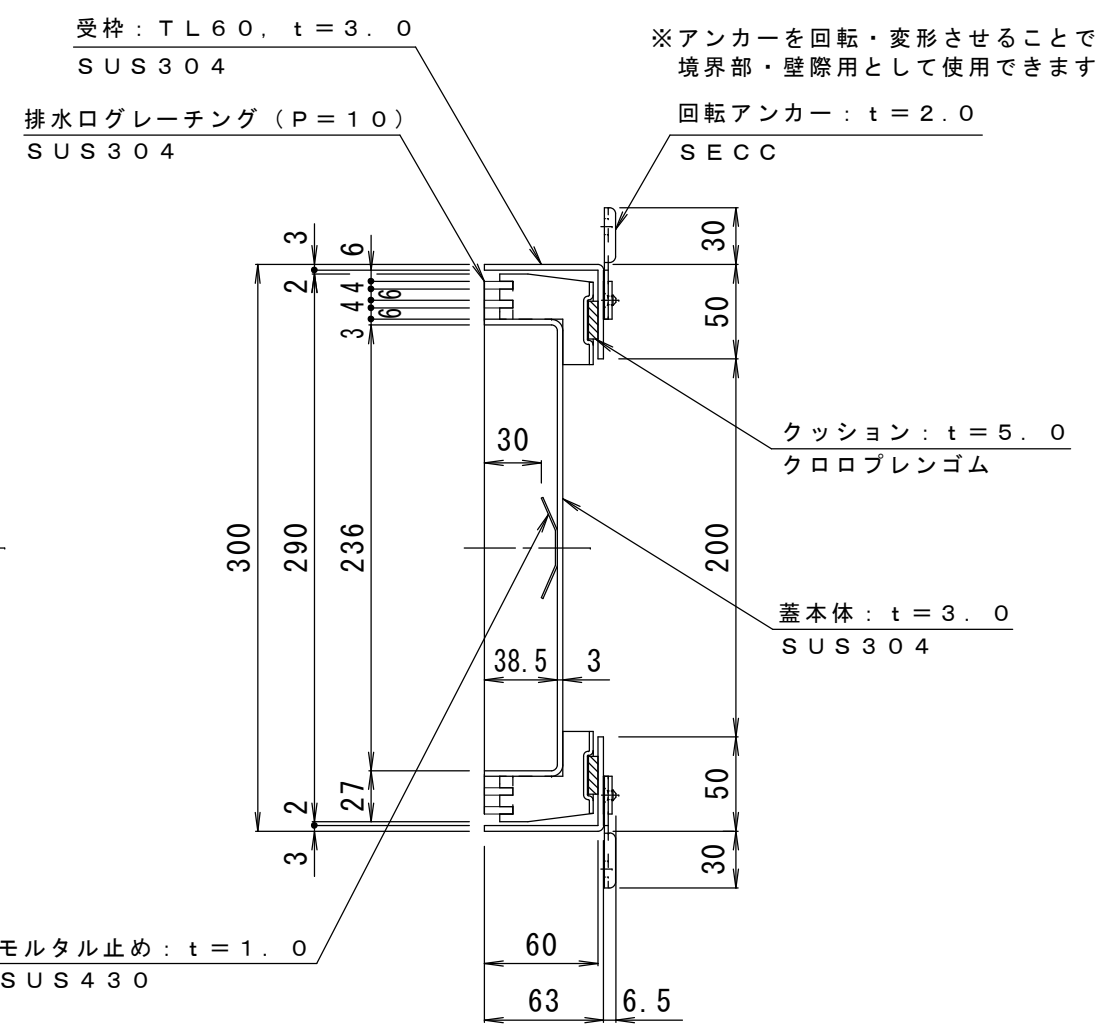 受枠：ＴＬ６０，ｔ＝３．０
ＳＵＳ３０４
※アンカーを回転・変形させることで
境界部・壁際用として使用できます
排水口グレーチング（Ｐ＝１０）
ＳＵＳ３０４
回転アンカー：ｔ＝２．０
ＳＥＣＣ
3
6
30
2
4
6
4
6
3
50
30
クッション：ｔ＝５．０
クロロプレンゴム
300
290
236
200
蓋本体：ｔ＝３．０
ＳＵＳ３０４
38.5
3
2
27
50
3
30
モルタル止め：ｔ＝１．０
ＳＵＳ４３０
60
63
6.5